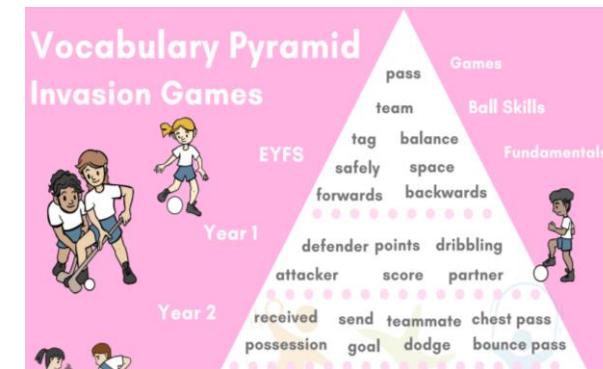 Vocabulary Pyramid
Invasion Games
pass
Games
team
Ball Skills
EYFS
tag balance
Fundamentals
safely space
forwards backwards
Year 1
defender points dribbling
attacker score partner
Year 2
received send teammate chest pass
possession goal dodge bounce pass